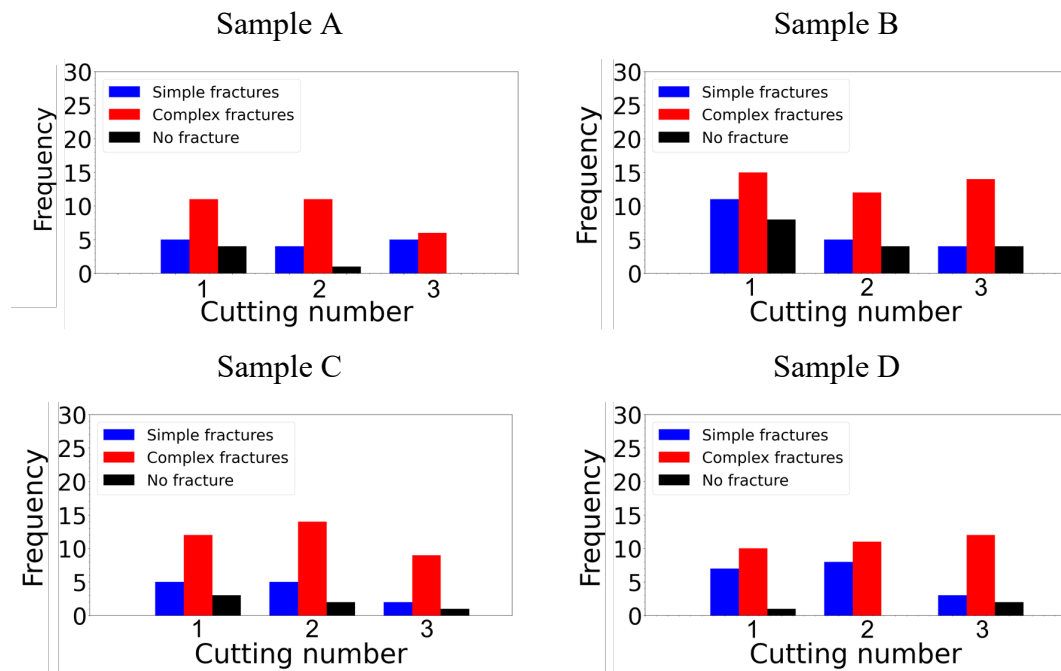 Sample A
30
25
20
15
10
5
0
Frequency
Simple fractures
Complex fractures
No fracture
1 2 3
Cutting number
Sample B
30
25
20
15
10
5
0
Frequency
Simple fractures
Complex fractures
No fracture
1 2 3
Cutting number
Sample C
30
25
20
15
10
5
0
Frequency
Simple fractures
Complex fractures
No fracture
1 2 3
Cutting number
Sample D
30
25
20
15
10
5
0
Frequency
Simple fractures
Complex fractures
No fracture
1 2 3
Cutting number